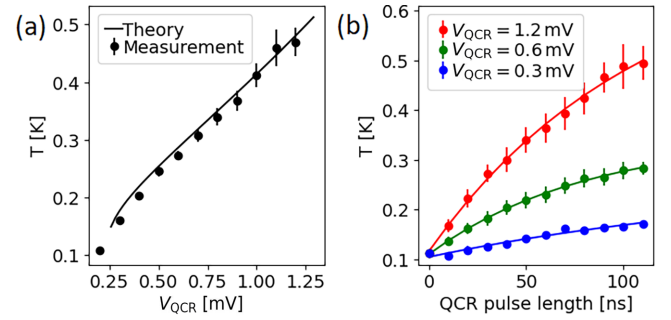 (a)
Theory
Measurement
T [K]
0.5
0.4
0.3
0.2
0.1
0.25 0.50 0.75 1.00 1.25
V_QCR [mV]
(b)
V_QCR = 1.2 mV
V_QCR = 0.6 mV
V_QCR = 0.3 mV
T [K]
0.6
0.5
0.4
0.3
0.2
0.1
0 50 100
QCR pulse length [ns]